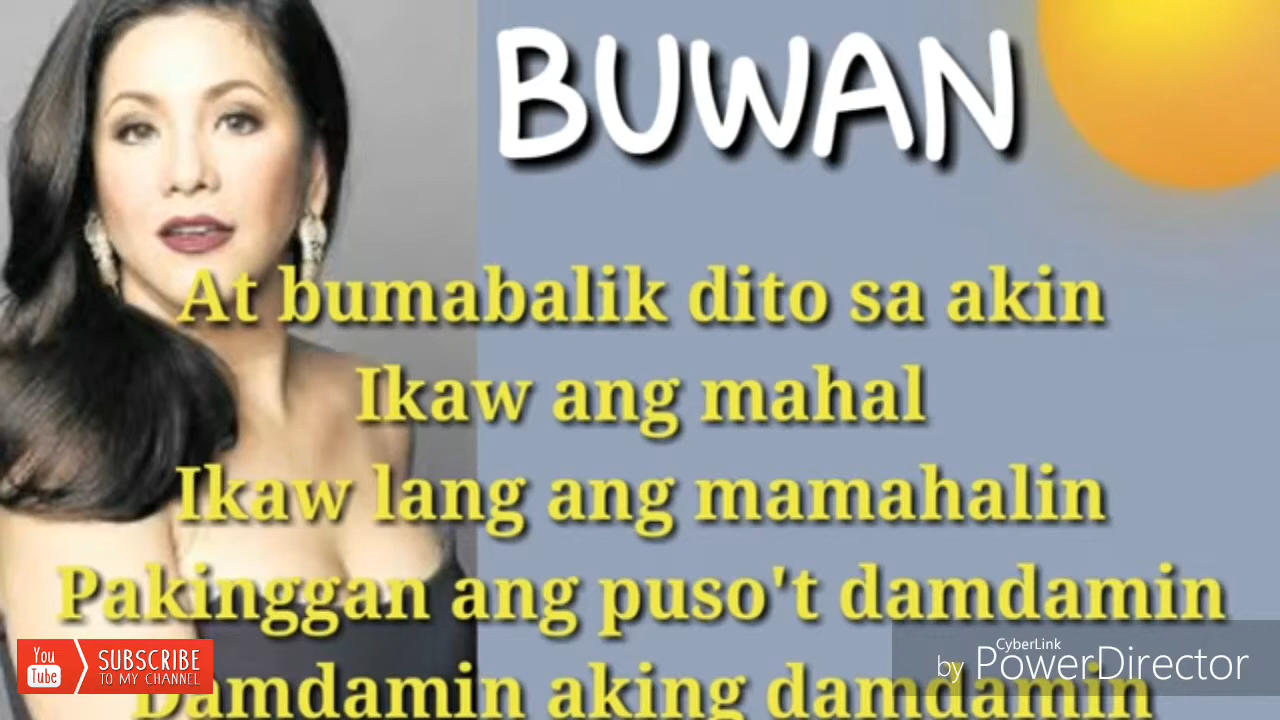 BUWAN
At bumabalik dito sa akin
Ikaw ang mahal
Ikaw lang ang mamahalin
Pakinggan ang puso't damdamin
Damdamin aking damdamin
You Tube
SUBSCRIBE
TO MY CHANNEL
CyberLink
by PowerDirector